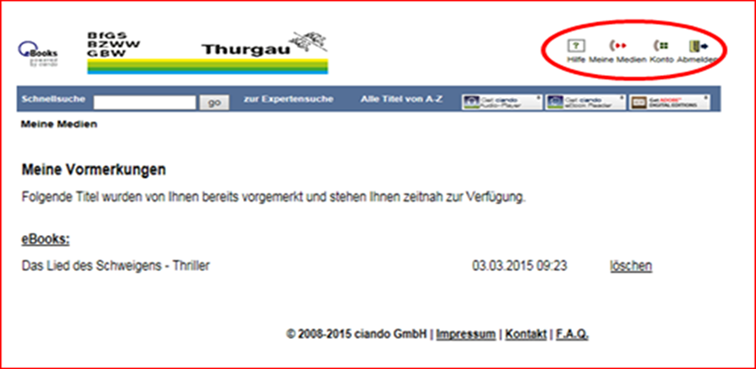 eBooks
powered
by ciando
BfGS
BZWW
GBW
Thurgau
?
Hilfe Meine Medien Konto Abmelden
Schnellsuche go zur Expertensuche Alle Titel von A-Z Get ciando Audio-Player Get ciando eBook Reader Get ADOBE DIGITAL EDITIONS
Meine Medien
Meine Vormerkungen
Folgende Titel wurden von Ihnen bereits vorgemerkt und stehen Ihnen zeitnah zur Verfügung.
eBooks:
Das Lied des Schweigens - Thriller 03.03.2015 09:23 löschen
© 2008-2015 ciando GmbH | Impressum | Kontakt | F.A.Q.